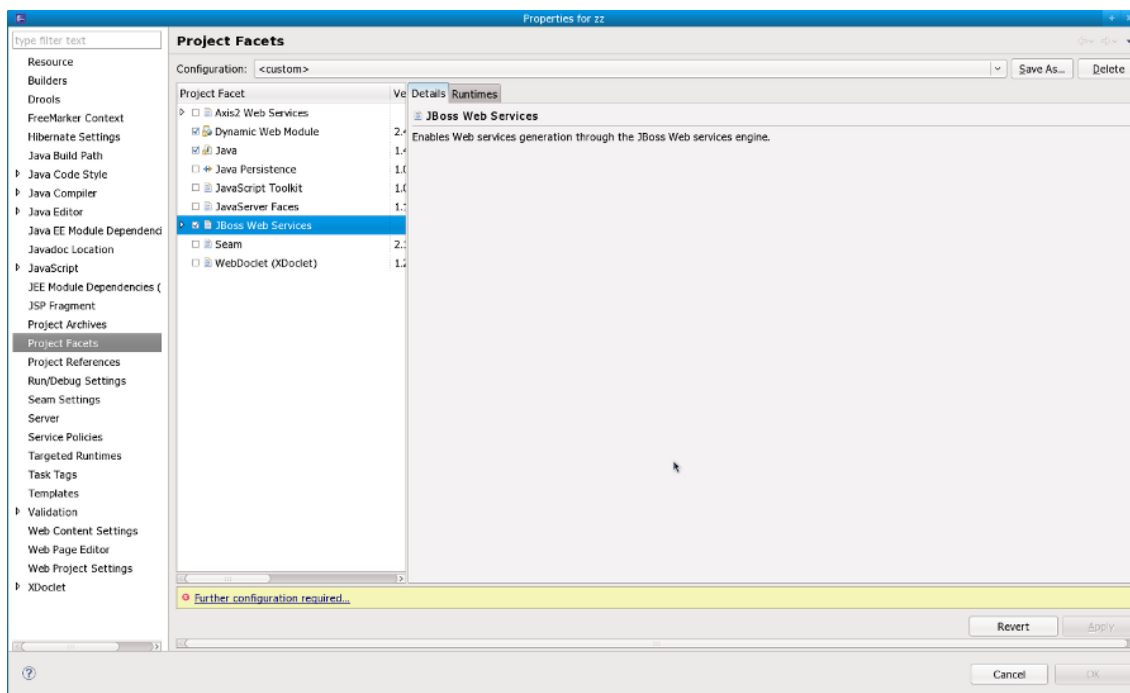 Properties for zz
type filter text
Resource
Builders
Drools
FreeMarker Context
Hibernate Settings
Java Build Path
Java Code Style
Java Compiler
Java Editor
Java EE Module Dependenci
Javadoc Location
JavaScript
JEE Module Dependencies (
JSP Fragment
Project Archives
Project Facets
Project References
Run/Debug Settings
Seam Settings
Server
Service Policies
Targeted Runtimes
Task Tags
Templates
Validation
Web Content Settings
Web Page Editor
Web Project Settings
XDoclet
Project Facets
Configuration: <custom> Save As... Delete
Project Facet Ve
Axis2 Web Services
Dynamic Web Module 2.4
Java 1.4
Java Persistence 1.0
JavaScript Toolkit 1.0
JavaServer Faces 1.
JBoss Web Services
Seam 2.
WebDoclet (XDoclet) 1.2
Details Runtimes
JBoss Web Services
Enables Web services generation through the JBoss Web services engine.
Further configuration required...
Revert Apply
Cancel OK